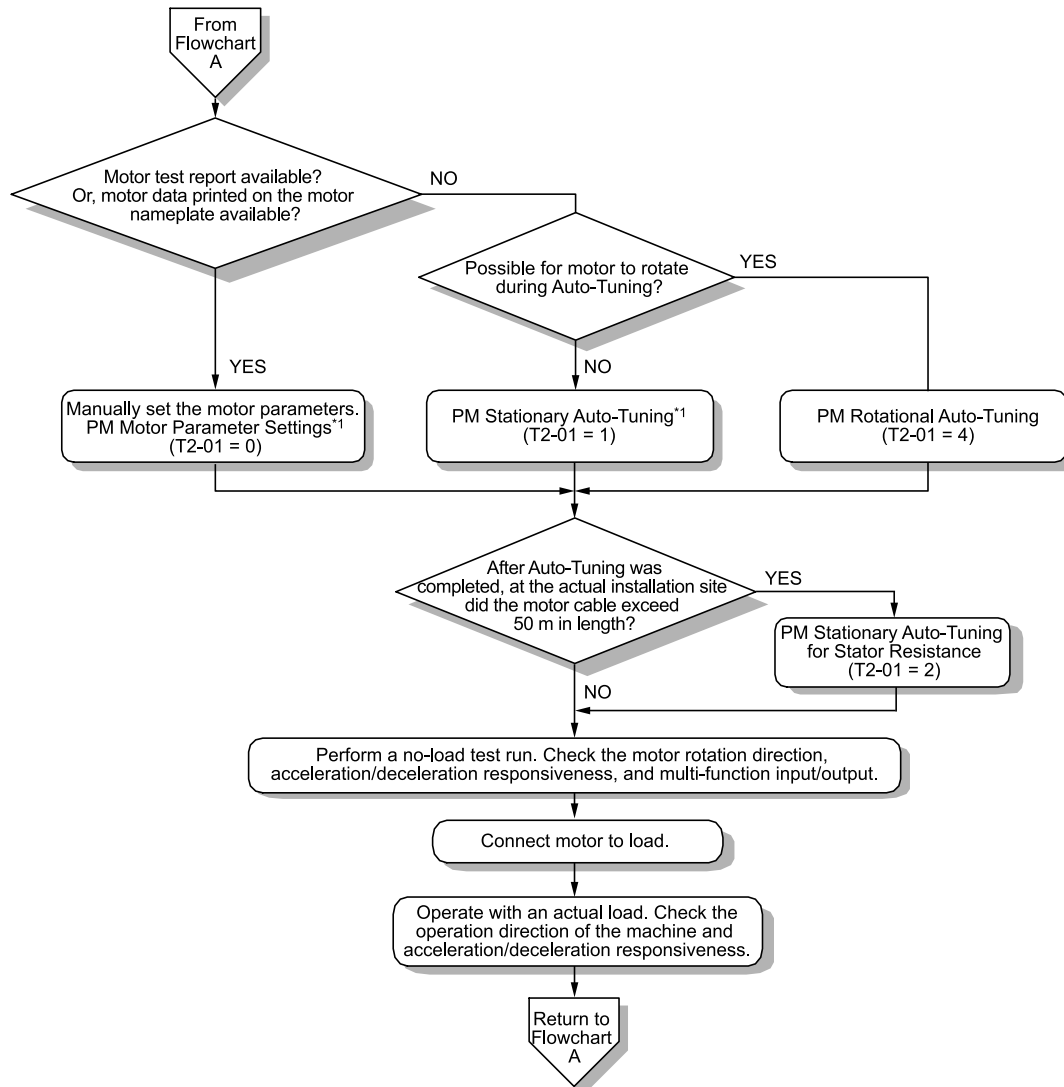 From
Flowchart
A
Motor test report available?
Or, motor data printed on the motor
nameplate available?
NO
Possible for motor to rotate
during Auto-Tuning?
YES
YES
NO
Manually set the motor parameters.
PM Motor Parameter Settings*1
(T2-01 = 0)
PM Stationary Auto-Tuning*1
(T2-01 = 1)
PM Rotational Auto-Tuning
(T2-01 = 4)
After Auto-Tuning was
completed, at the actual installation site
did the motor cable exceed
50 m in length?
YES
PM Stationary Auto-Tuning
for Stator Resistance
(T2-01 = 2)
NO
Perform a no-load test run. Check the motor rotation direction,
acceleration/deceleration responsiveness, and multi-function input/output.
Connect motor to load.
Operate with an actual load. Check the
operation direction of the machine and
acceleration/deceleration responsiveness.
Return to
Flowchart
A